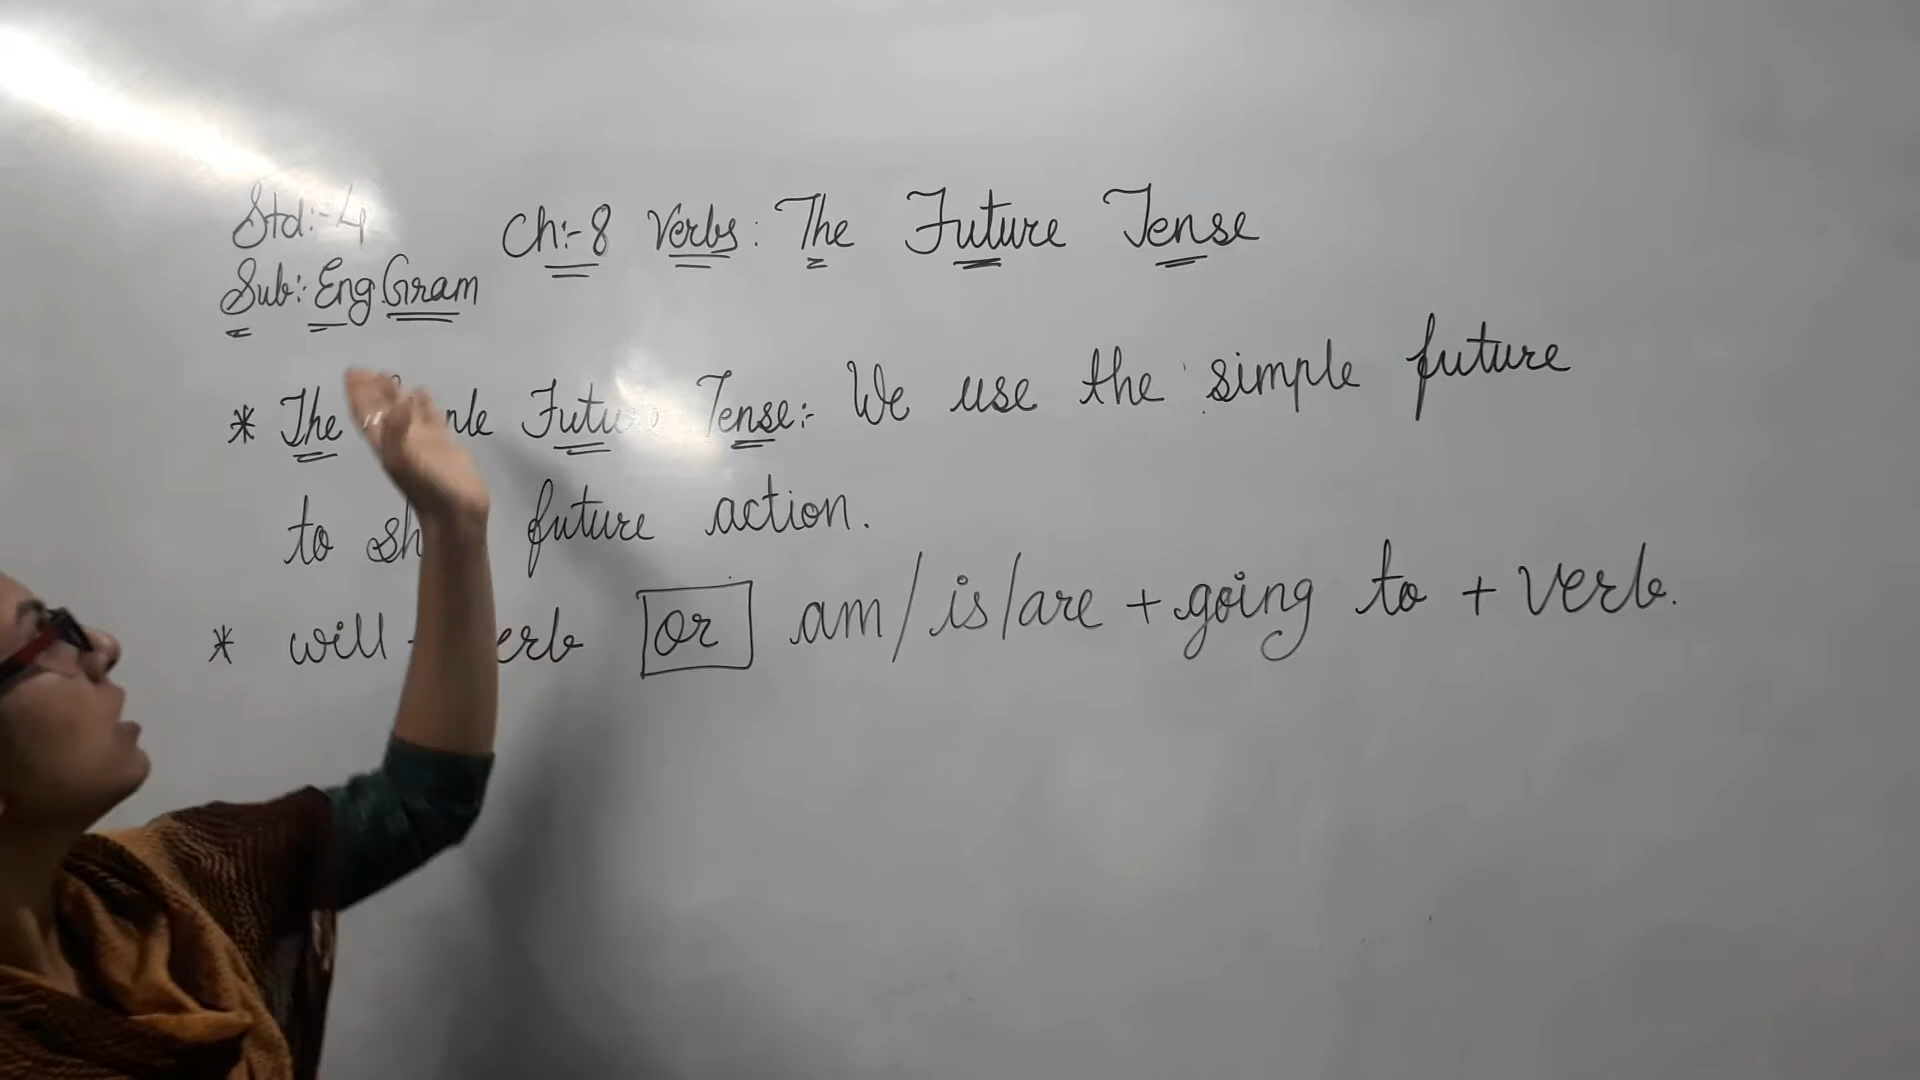 Std:-4
Ch:-8 Verbs: The Future Tense
Sub: Eng Gram
* The Future Tense:- We use the simple future
to future action.
* will verb or am/is/are + going to + verb.